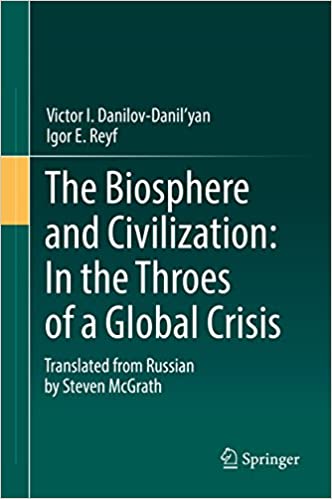 Victor I. Danilov-Danil'yan
Igor E. Reyf
The Biosphere
and Civilization:
In the Throes
of a Global Crisis
Translated from Russian
by Steven McGrath
Springer